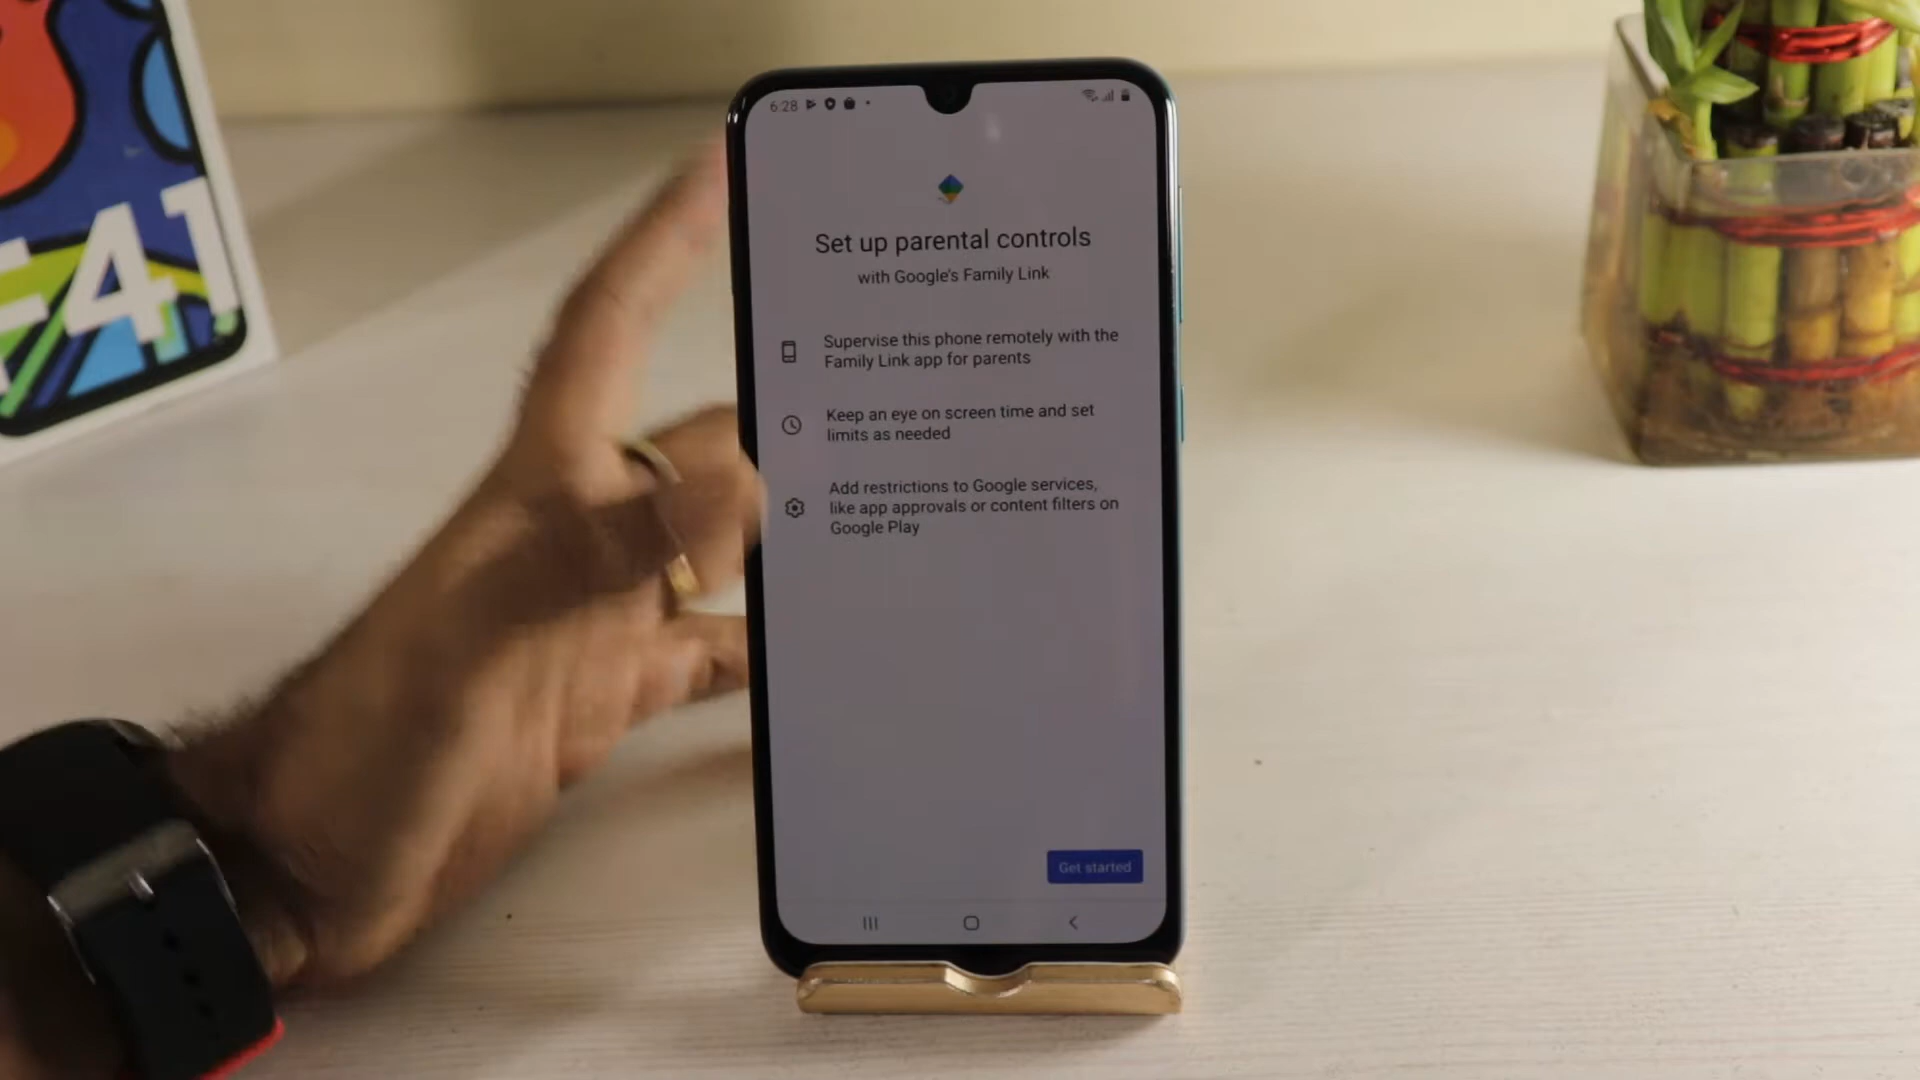 F41
6:28
Set up parental controls
with Google's Family Link
Supervise this phone remotely with the
Family Link app for parents
Keep an eye on screen time and set
limits as needed
Add restrictions to Google services,
like app approvals or content filters on
Google Play
Get started